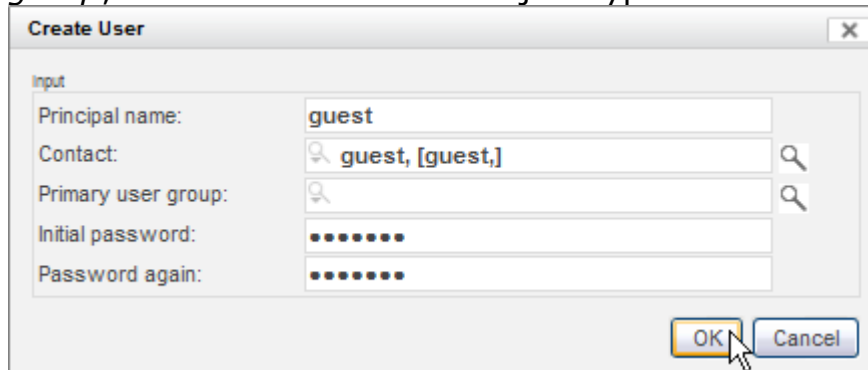 Create User
Input
Principal name: guest
Contact: guest, [guest,]
Primary user group:
Initial password: •••••••
Password again: •••••••
OK Cancel